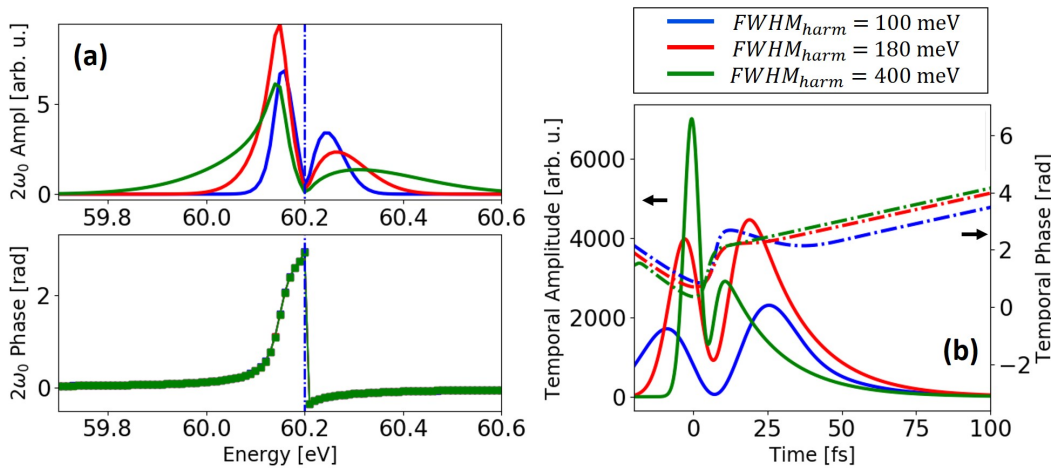 (a)
2ω₀ Ampl [arb. u.]
5
0
59.8 60.0 60.2 60.4 60.6
2ω₀ Phase [rad]
2
0
59.8 60.0 60.2 60.4 60.6
Energy [eV]
FWHM_harm = 100 meV
FWHM_harm = 180 meV
FWHM_harm = 400 meV
(b)
Temporal Amplitude [arb. u.]
6000
4000
2000
0
Temporal Phase [rad]
6
4
2
0
−2
0 25 50 75 100
Time [fs]